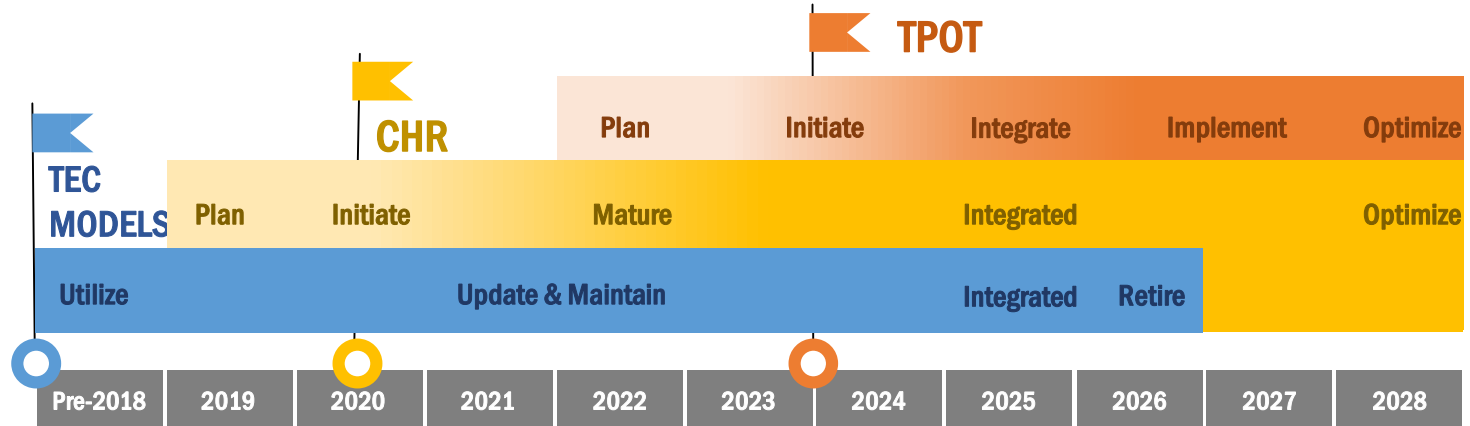 TPOT
CHR
Plan Initiate Integrate Implement Optimize
TEC
MODELS
Plan Initiate Mature Integrated Optimize
Utilize Update & Maintain Integrated Retire
Pre-2018 2019 2020 2021 2022 2023 2024 2025 2026 2027 2028